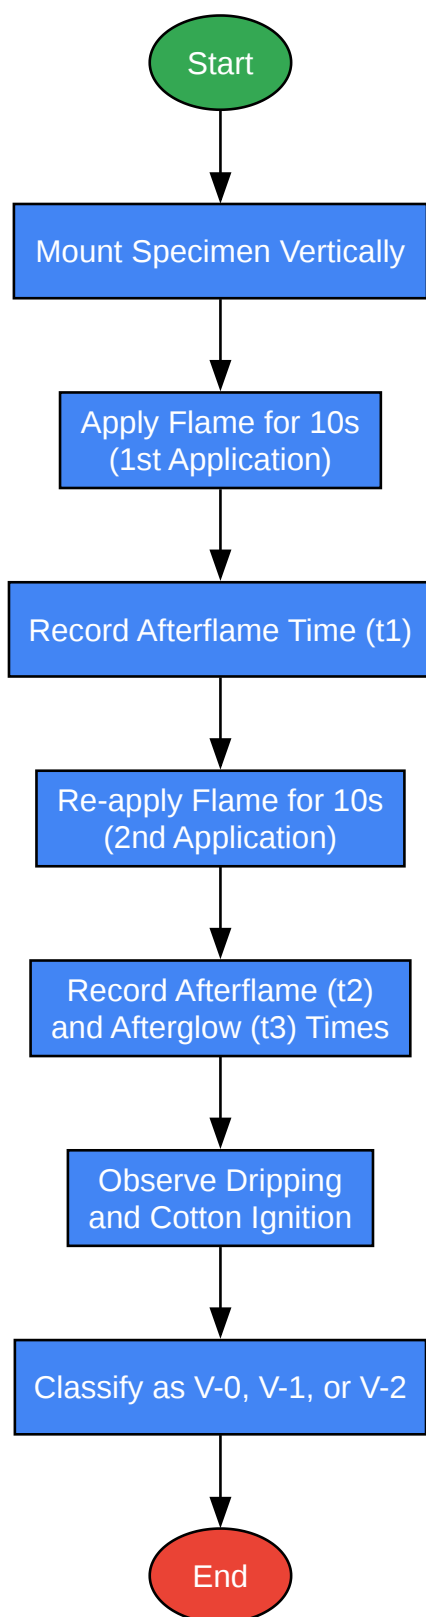 Start
Mount Specimen Vertically
Apply Flame for 10s
(1st Application)
Record Afterflame Time (t1)
Re-apply Flame for 10s
(2nd Application)
Record Afterflame (t2)
and Afterglow (t3) Times
Observe Dripping
and Cotton Ignition
Classify as V-0, V-1, or V-2
End